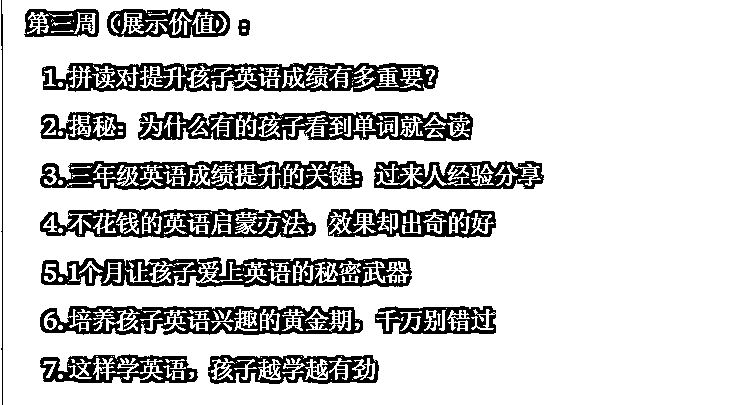 第三周（展示价值）：
1.拼读对提升孩子英语成绩有多重要？
2.揭秘：为什么有的孩子看到单词就会读
3.三年级英语成绩提升的关键：过来人经验分享
4.不花钱的英语启蒙方法，效果却出奇的好
5.1个月让孩子爱上英语的秘密武器
6.培养孩子英语兴趣的黄金期，千万别错过
7.这样学英语，孩子越学越有劲